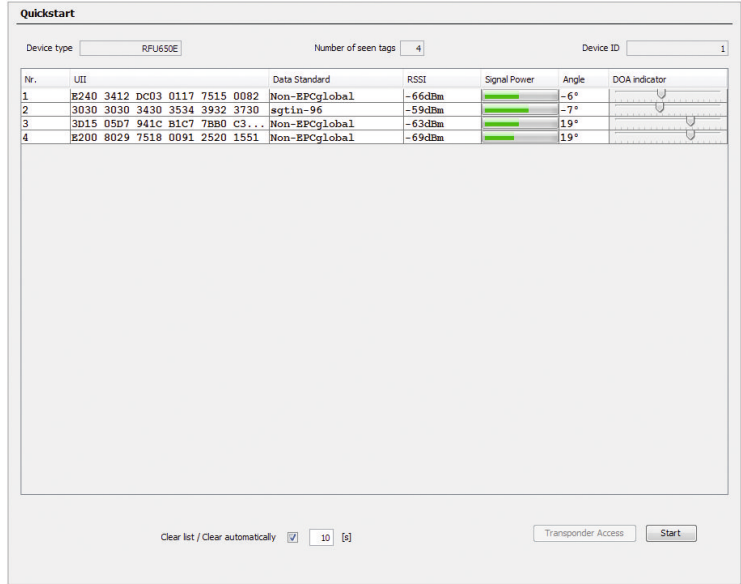 Quickstart
Device type RFU650E Number of seen tags 4 Device ID 1
Nr. UII Data Standard RSSI Signal Power Angle DOA indicator
1 E240 3412 DC03 0117 7515 0082 Non-EPCglobal -66dBm -6°
2 3030 3030 3430 3534 3932 3730 sgtin-96 -59dBm -7°
3 3D15 05D7 941C B1C7 7BB0 C3... Non-EPCglobal -63dBm 19°
4 E200 8029 7518 0091 2520 1551 Non-EPCglobal -69dBm 19°
Clear list / Clear automatically 10 [s] Transponder Access Start